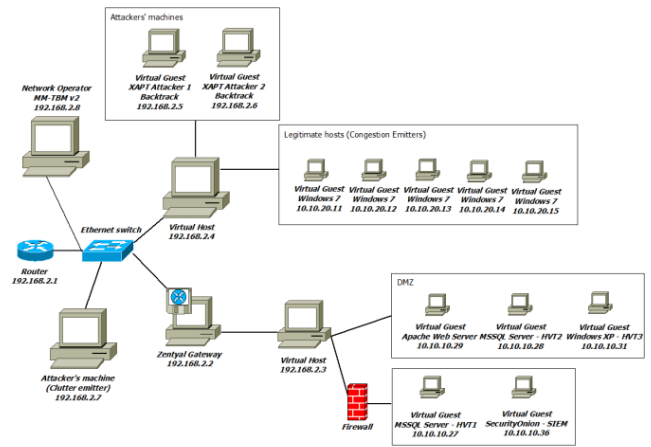 Attackers' machines
Virtual Guest
XAPT Attacker 1
Backtrack
192.168.2.5
Virtual Guest
XAPT Attacker 2
Backtrack
192.168.2.6
Network Operator
MM-TBM v2
192.168.2.8
Legitimate hosts (Congestion Emitters)
Virtual Guest
Windows 7
10.10.20.11
Virtual Guest
Windows 7
10.10.20.12
Virtual Guest
Windows 7
10.10.20.13
Virtual Guest
Windows 7
10.10.20.14
Virtual Guest
Windows 7
10.10.20.15
Virtual Host
192.168.2.4
Ethernet switch
Router
192.168.2.1
DMZ
Virtual Guest
Apache Web Server
10.10.10.29
Virtual Guest
MSSQL Server - HVT2
10.10.10.28
Virtual Guest
Windows XP - HVT3
10.10.10.31
Zentyal Gateway
192.168.2.2
Virtual Host
192.168.2.3
Attacker's machine
(Clutter emitter)
192.168.2.7
Firewall
Virtual Guest
MSSQL Server - HVT1
10.10.10.27
Virtual Guest
SecurityOnion - SIEM
10.10.10.36